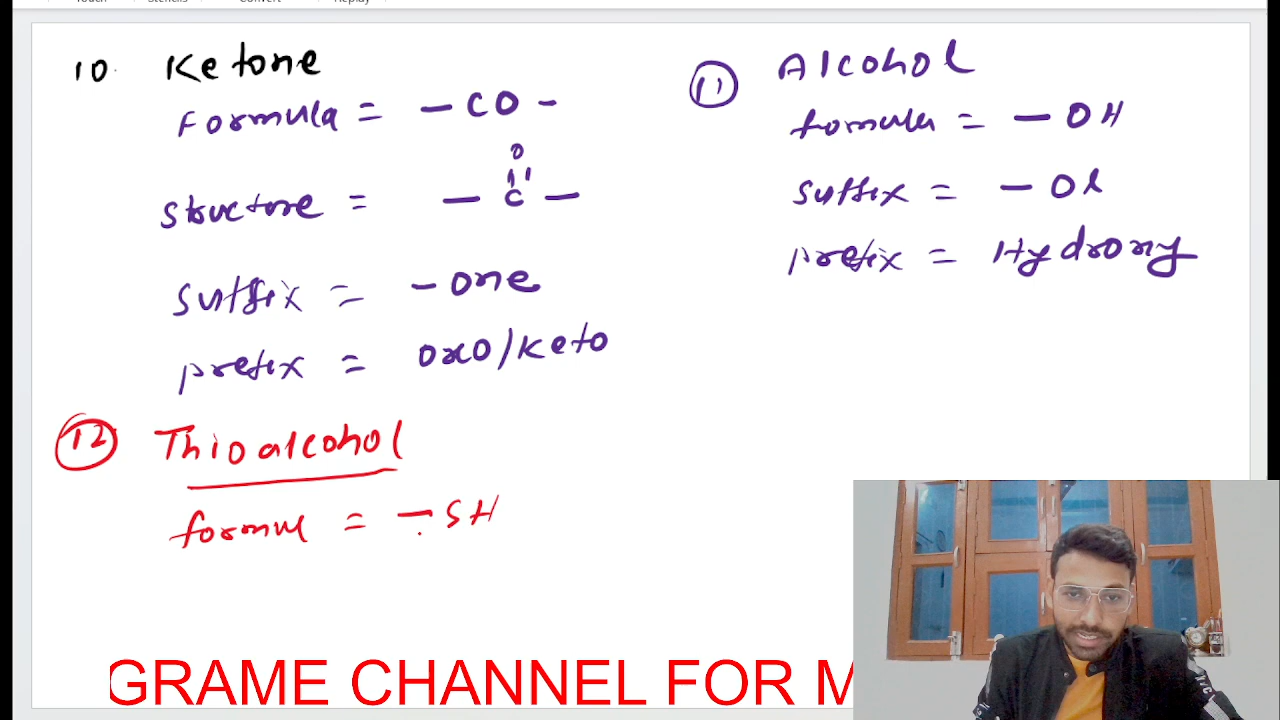 10. Ketone
Formula = - CO -
O
Structure = - C -
suffix = - one
prefix = oxo/keto
11 Alcohol
formula = - OH
suffix = - Ol
prefix = Hydroxy
12 Thioalcohol
formul = - SH
GRAME CHANNEL FOR M